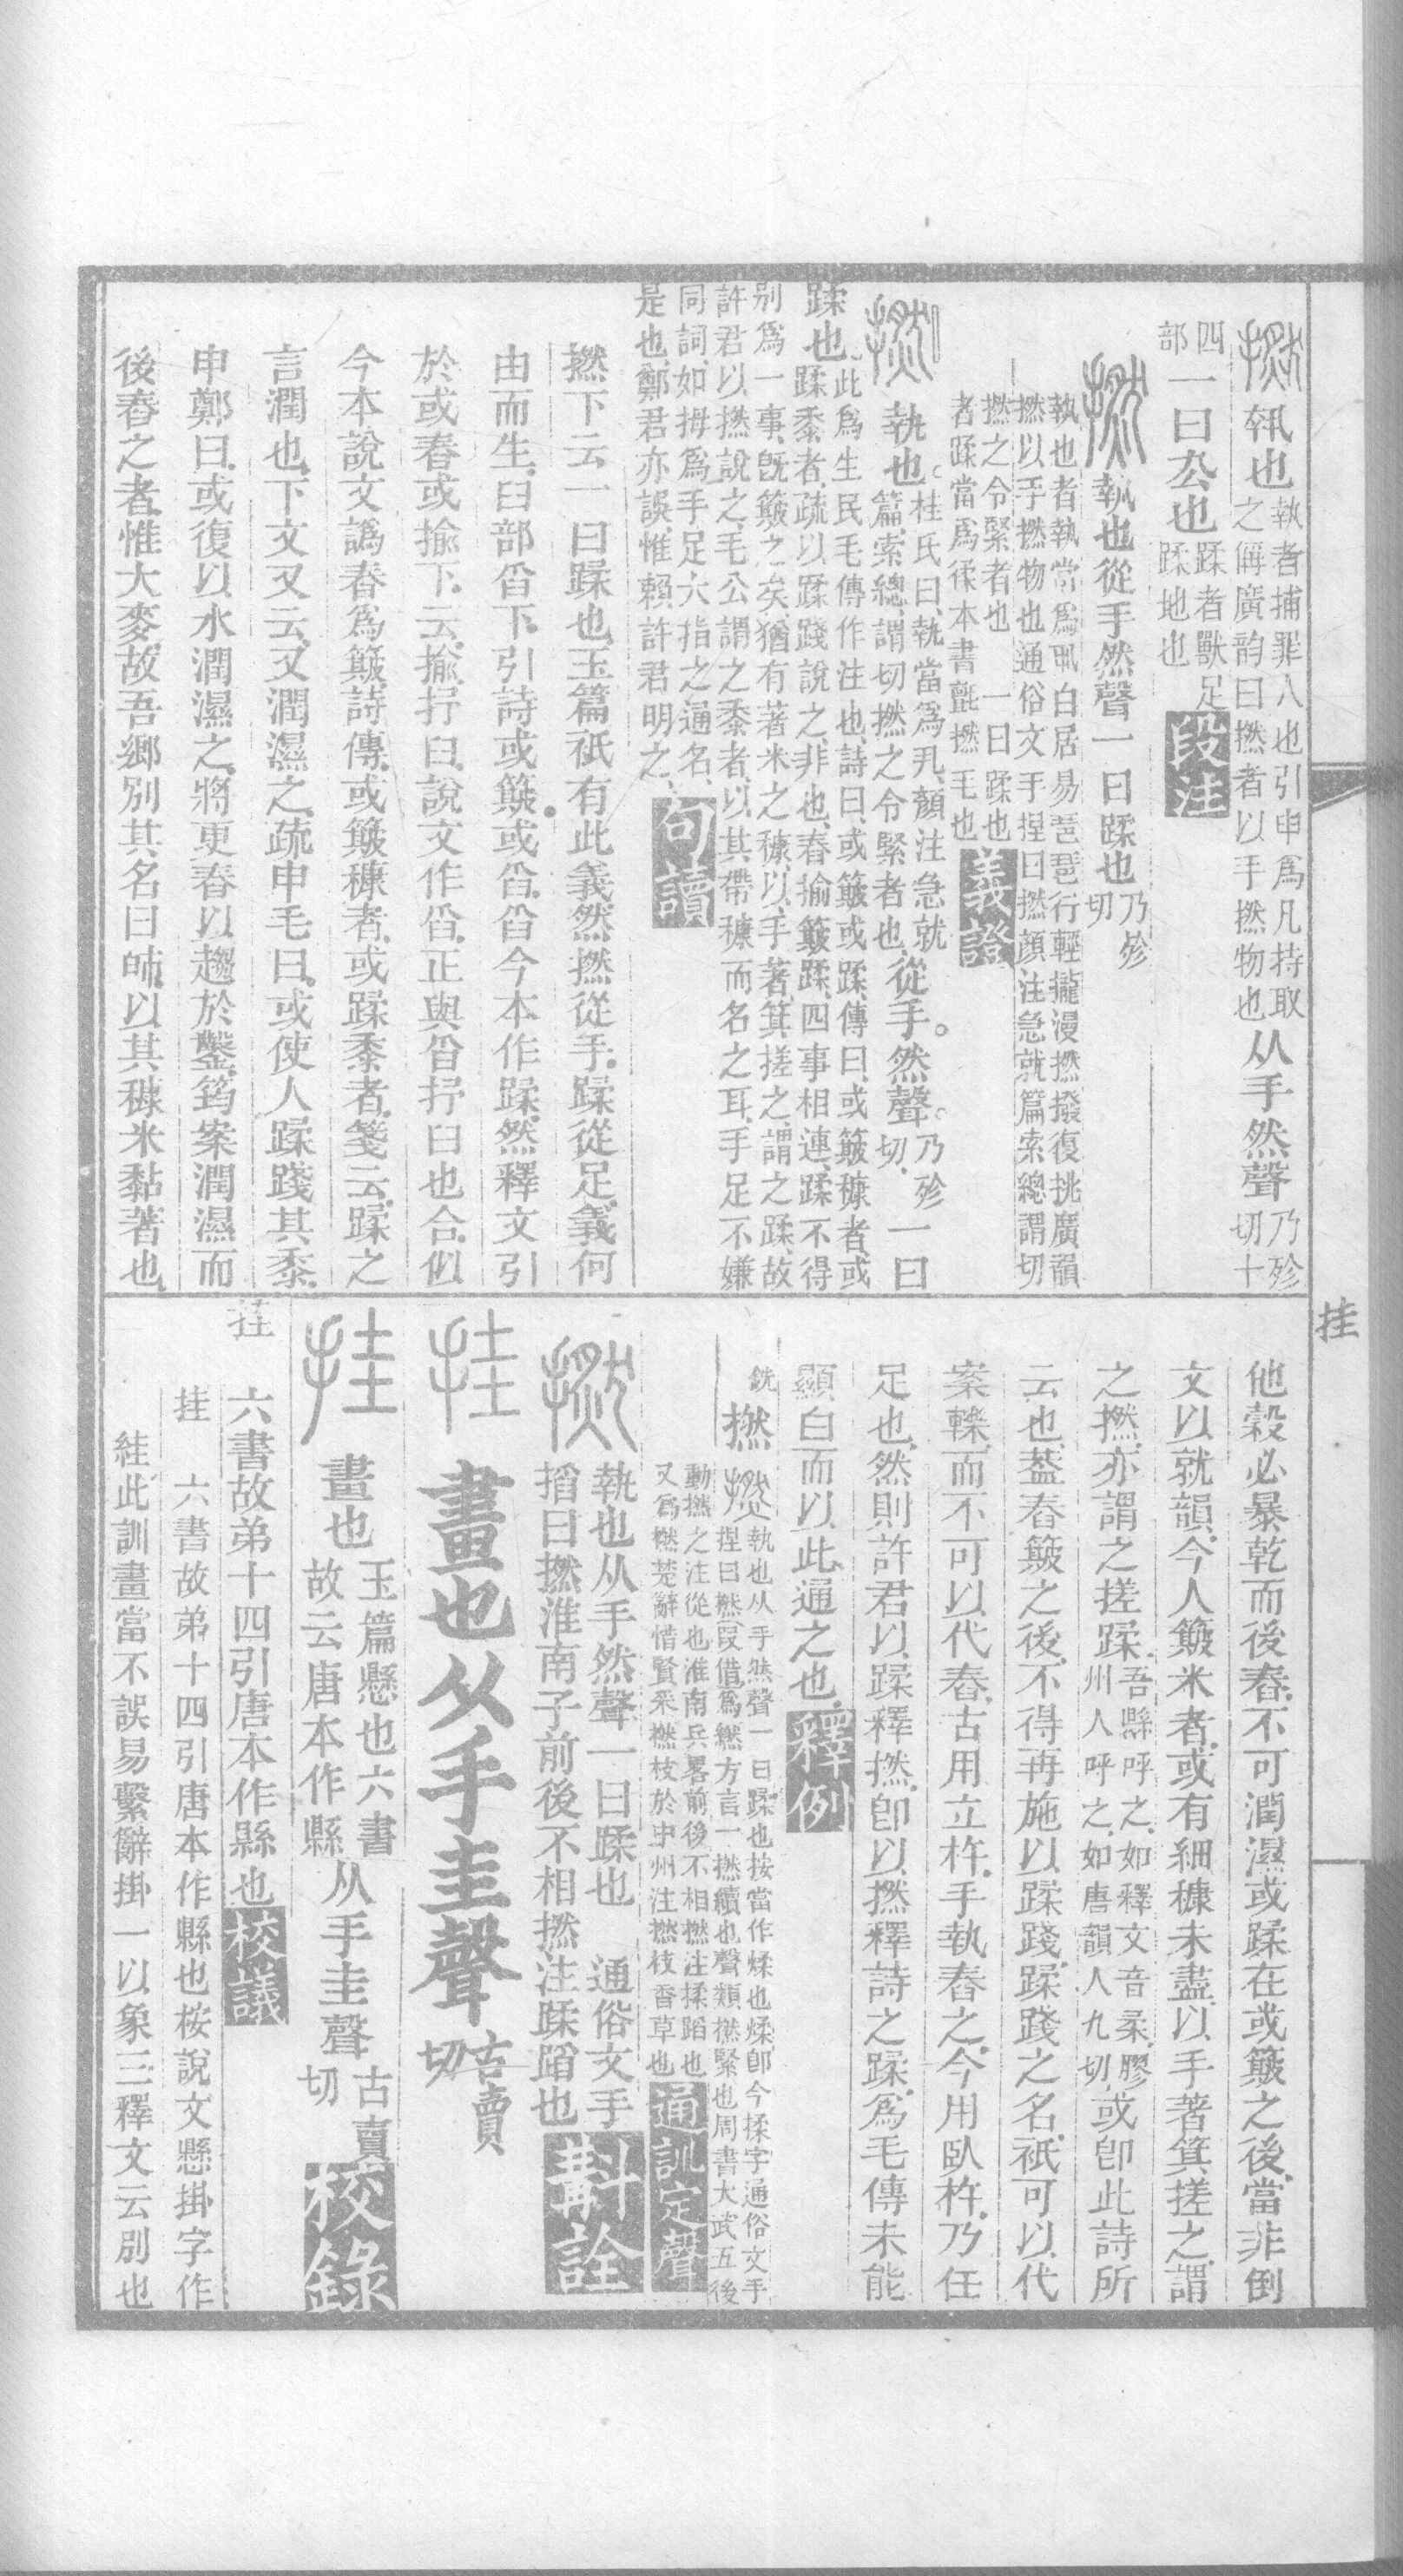 撚 執也執者捕罪人也引申爲凡持取之偁廣韵曰撚者以手撚物也从手然聲乃殄切十
四部一曰厹也蹂者獸足蹂地也 段注
撚 執也從手然聲一曰蹂也乃殄切
執也者執當爲丮白居易琵琶行輕攏漫撚撥復挑廣韻
撚以手撚物也通俗文手捏曰撚顏注急就篇索總謂切
撚之令緊者也 一曰蹂也
者蹂當爲徖本書氈撚毛也 義證
撚 執也。桂氏曰、執當爲丮、顏注急就篇、索總、謂切撚之令緊者也、從手。然聲。乃殄切、一曰
蹂也。此爲生民毛傳作注也、詩曰、或簸或蹂、傳曰、或簸穅者、或
蹂黍者、疏以蹂踐說之、非也、舂揄簸蹂、四事相連、蹂不得
別爲一事、旣簸之矣、猶有著米之穅、以手著箕搓之、謂之蹂、故
許君以撚說之、毛公謂之黍者、以其帶穅而名之耳、手足不嫌
同詞、如拇爲手足大指之通名、
是也、鄭君亦誤惟賴許君明之、 句讀
撚下云一曰蹂也、玉篇衹有此義然撚從手、蹂從足、義何
由而生、臼部舀下、引詩或簸或舀、舀今本作蹂、然釋文引
於或舂或揄下、云、揄、抒臼、說文作舀、正與舀抒臼也合、似
今本說文譌舂爲簸詩傳、或簸穅者、或蹂黍者、箋云、蹂之
言潤也、下文又云、又潤濕之、疏申毛曰、或使人蹂踐其黍、
申鄭曰、或復以水潤濕之、將更舂以趨於鑿、筠案潤濕而
後舂之者、惟大麥、故吾鄉別其名曰師、以其穅米黏著也、
他穀必暴乾而後舂、不可潤濕、或蹂在或簸之後、當非倒
文以就韻、今人簸米者、或有細穅未盡、以手著箕、搓之、謂
之撚、亦謂之搓蹂、吾縣呼之、如釋文音柔、膠州人呼之、如唐韻人九切、或卽此詩所
云也、葢舂簸之後、不得再施以蹂踐、蹂踐之名、衹可以代
案轢、而不可以代舂、古用立杵、手執舂之、今用臥杵、乃任
足也、然則許君以蹂釋撚、卽以撚釋詩之蹂、爲毛傳未能
顯白而以此通之也、 釋例
銑 撚 撚 執也从手然聲一曰蹂也按當作煣也煣卽今揉字通俗文手
捏曰撚〔叚借〕爲繎方言一撚續也聲類撚緊也周書大武五後
動撚之注從也淮南兵畧前後不相撚注揉蹈也
又爲橪楚辭惜賢采撚枝於中州注撚枝香草也 通訓定聲
撚 執也从手然聲一曰蹂也 通俗文手
搯曰撚淮南子前後不相撚注蹂蹈也 斠詮
挂 畫也从手圭聲古賣切
挂 畫也玉篇懸也六書故云唐本作縣从手圭聲古賣切 校錄
挂
六書故弟十四引唐本作縣也 校議
挂 六書故弟十四引唐本作縣也桉說文懸掛字作
絓此訓畫當不誤易繫辭掛一以象三釋文云別也
挂